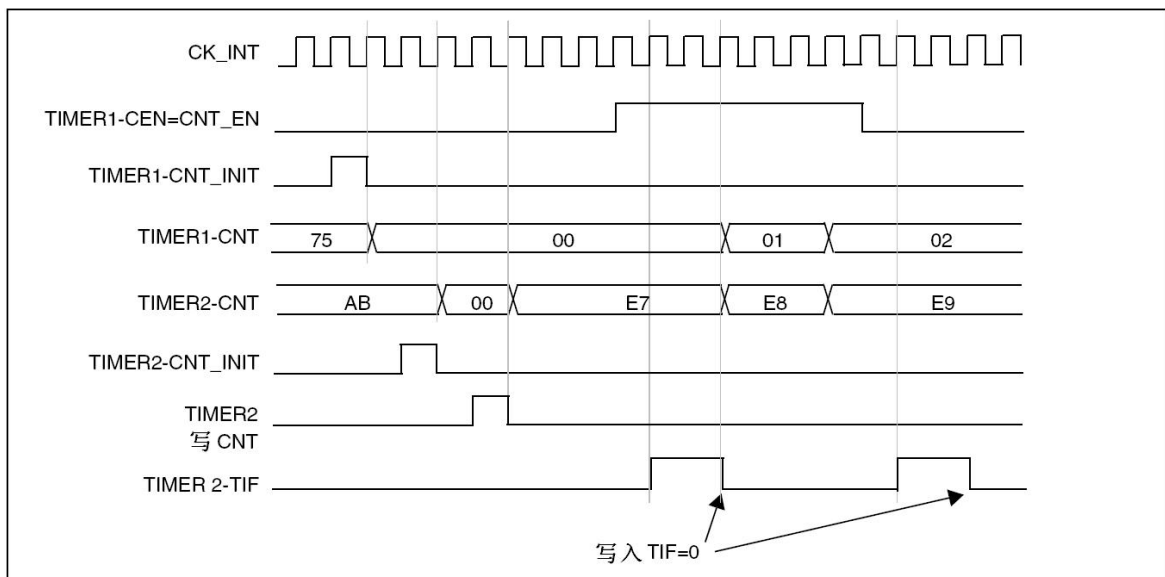 CK_INT
TIMER1-CEN=CNT_EN
TIMER1-CNT_INIT
TIMER1-CNT 75 00 01 02
TIMER2-CNT AB 00 E7 E8 E9
TIMER2-CNT_INIT
TIMER2
写 CNT
TIMER 2-TIF
写入 TIF=0